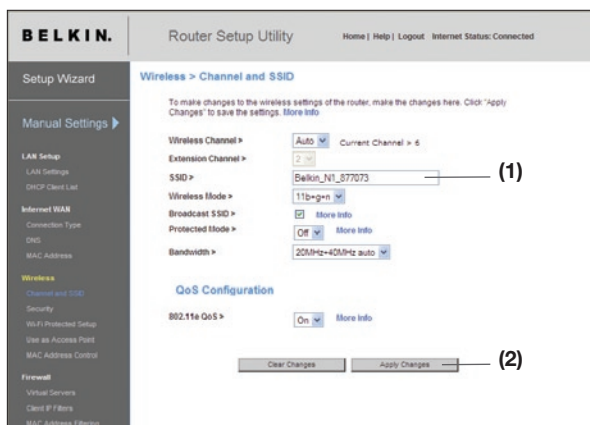 BELKIN.
Router Setup Utility
Home | Help | Logout Internet Status: Connected
Setup Wizard
Manual Settings
LAN Setup
LAN Settings
DHCP Client List
Internet WAN
Connection Type
DNS
MAC Address
Wireless
Channel and SSID
Security
Wi-Fi Protected Setup
Use as Access Point
MAC Address Control
Firewall
Virtual Servers
Client IP Filters
MAC Address Filtering
Wireless > Channel and SSID
To make changes to the wireless settings of the router, make the changes here. Click "Apply
Changes" to save the settings. More Info
Wireless Channel > Auto Current Channel > 6
Extension Channel > 2
SSID > Belkin_N1_877073 (1)
Wireless Mode > 11b+g+n
Broadcast SSID > More Info
Protected Mode > Off More Info
Bandwidth > 20MHz+40MHz auto
QoS Configuration
802.11e QoS > On More Info
Clear Changes Apply Changes (2)